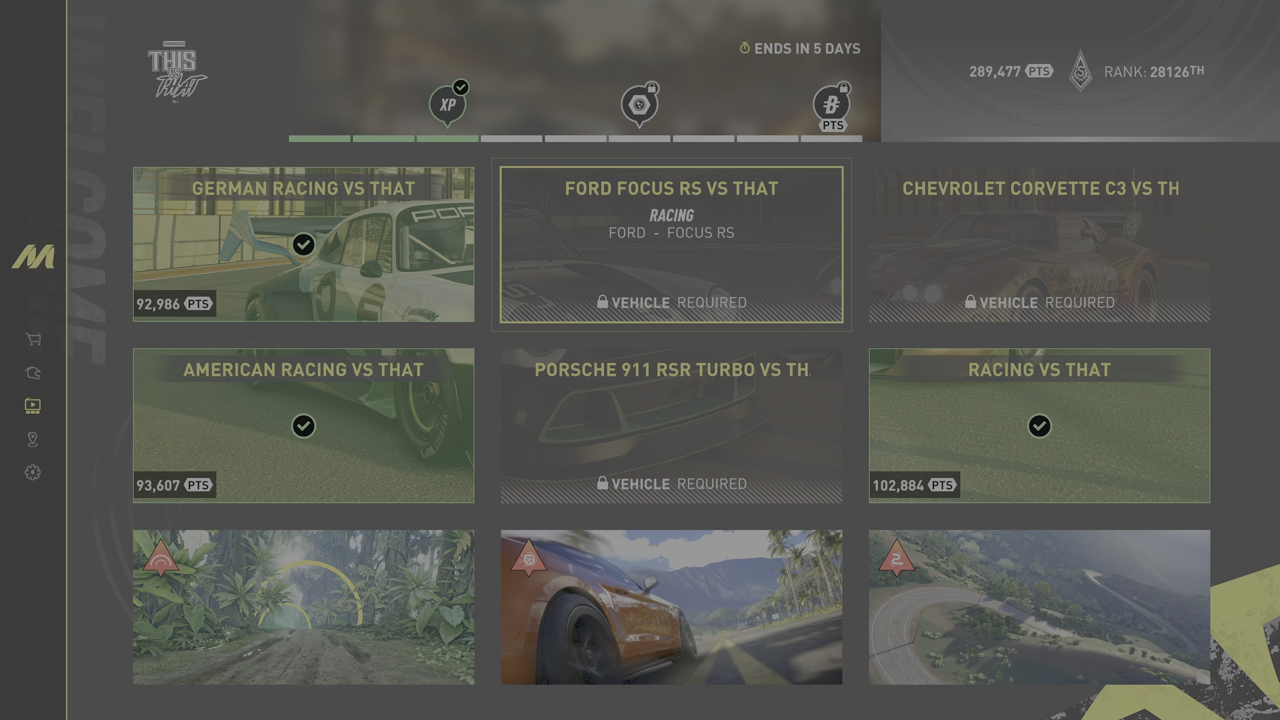 THIS
VS
THAT
ENDS IN 5 DAYS
XP
PTS
289,477 PTS
RANK: 28126TH
WELCOME
GERMAN RACING VS THAT
92,986 PTS
FORD FOCUS RS VS THAT
RACING
FORD - FOCUS RS
VEHICLE REQUIRED
CHEVROLET CORVETTE C3 VS TH
VEHICLE REQUIRED
AMERICAN RACING VS THAT
93,607 PTS
PORSCHE 911 RSR TURBO VS TH
VEHICLE REQUIRED
RACING VS THAT
102,884 PTS